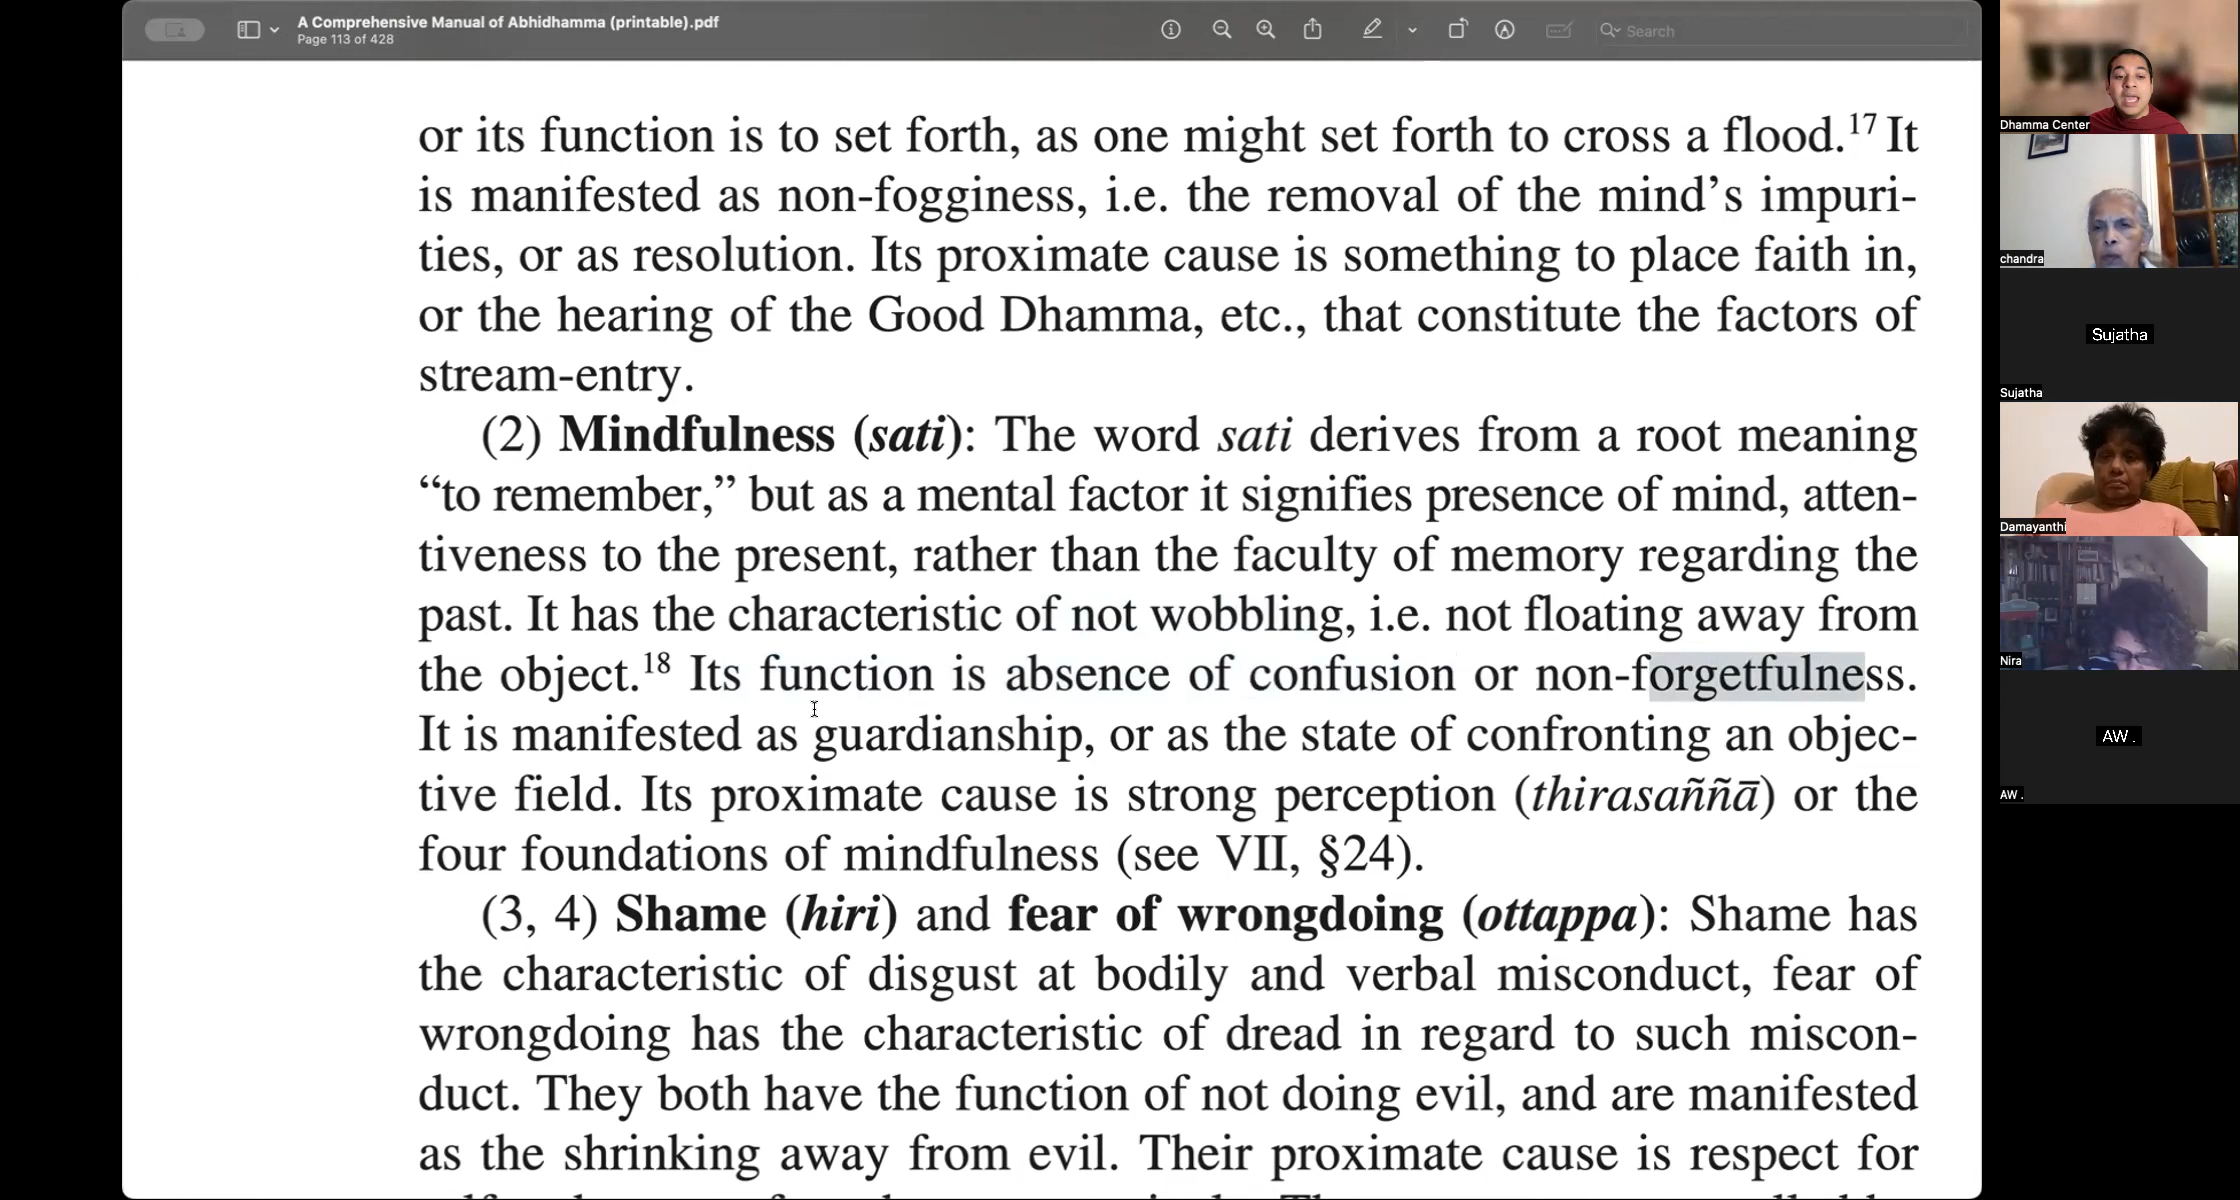 A Comprehensive Manual of Abhidhamma (printable).pdf
Page 113 of 428
Search
or its function is to set forth, as one might set forth to cross a flood.17 It
is manifested as non-fogginess, i.e. the removal of the mind’s impuri-
ties, or as resolution. Its proximate cause is something to place faith in,
or the hearing of the Good Dhamma, etc., that constitute the factors of
stream-entry.
(2) Mindfulness (sati): The word sati derives from a root meaning
“to remember,” but as a mental factor it signifies presence of mind, atten-
tiveness to the present, rather than the faculty of memory regarding the
past. It has the characteristic of not wobbling, i.e. not floating away from
the object.18 Its function is absence of confusion or non-forgetfulness.
It is manifested as guardianship, or as the state of confronting an objec-
tive field. Its proximate cause is strong perception (thirasaññā) or the
four foundations of mindfulness (see VII, §24).
(3, 4) Shame (hiri) and fear of wrongdoing (ottappa): Shame has
the characteristic of disgust at bodily and verbal misconduct, fear of
wrongdoing has the characteristic of dread in regard to such miscon-
duct. They both have the function of not doing evil, and are manifested
as the shrinking away from evil. Their proximate cause is respect for
Dhamma Center
chandra
Sujatha
Sujatha
Damayanthi
Nira
AW .
AW .